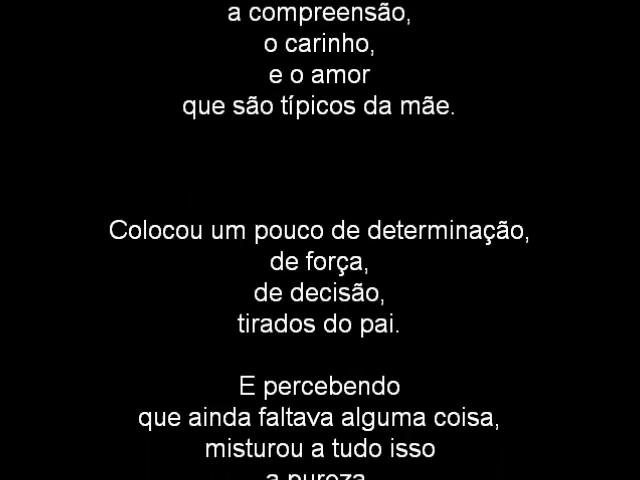 a compreensão,
o carinho,
e o amor
que são típicos da mãe.
Colocou um pouco de determinação,
de força,
de decisão,
tirados do pai.
E percebendo
que ainda faltava alguma coisa,
misturou a tudo isso
a pureza